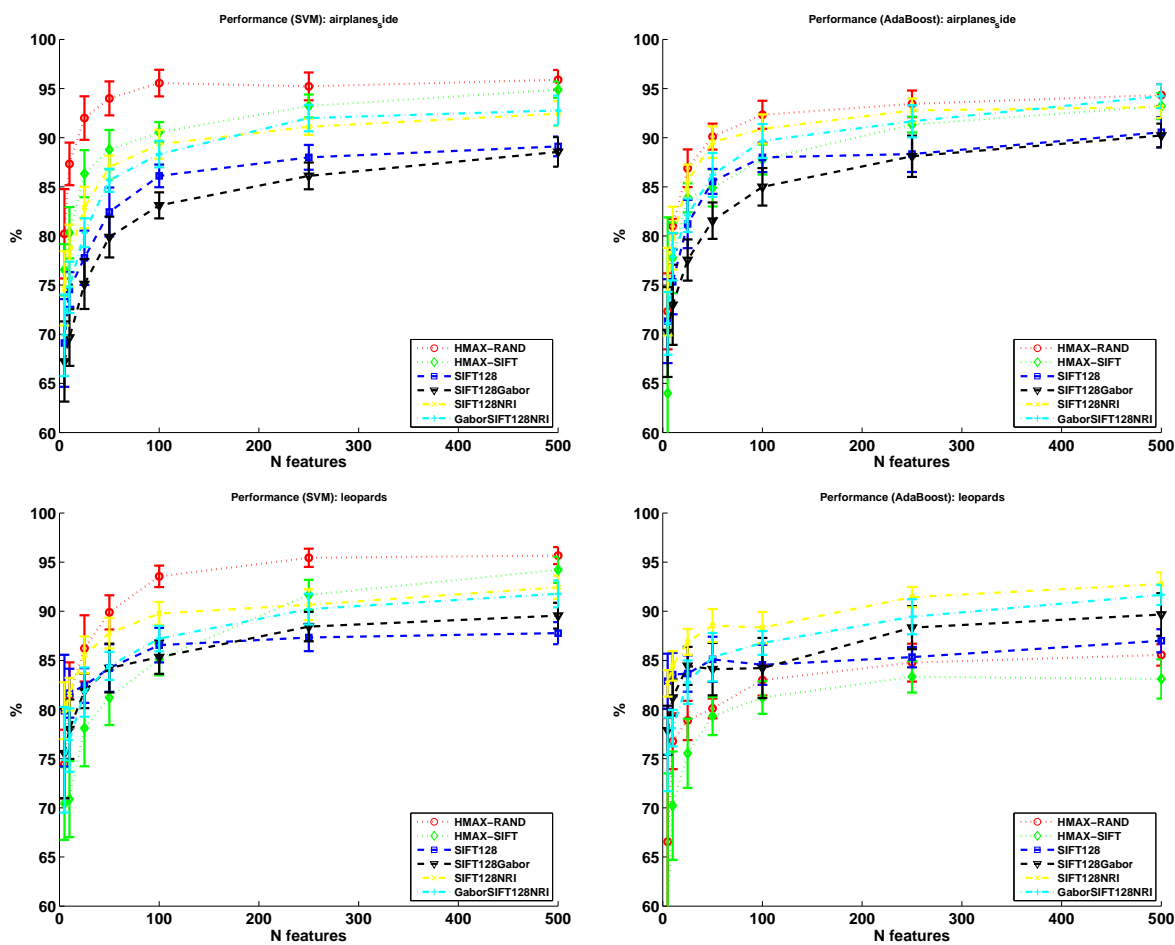 Performance (SVM): airplanes_side
100
95
90
85
80
75
70
65
60
%
0
100
200
300
400
500
N features
HMAX−RAND
HMAX−SIFT
SIFT128
SIFT128Gabor
SIFT128NRI
GaborSIFT128NRI
Performance (AdaBoost): airplanes_side
100
95
90
85
80
75
70
65
60
%
0
100
200
300
400
500
N features
HMAX−RAND
HMAX−SIFT
SIFT128
SIFT128Gabor
SIFT128NRI
GaborSIFT128NRI
Performance (SVM): leopards
100
95
90
85
80
75
70
65
60
%
0
100
200
300
400
500
N features
HMAX−RAND
HMAX−SIFT
SIFT128
SIFT128Gabor
SIFT128NRI
GaborSIFT128NRI
Performance (AdaBoost): leopards
100
95
90
85
80
75
70
65
60
%
0
100
200
300
400
500
N features
HMAX−RAND
HMAX−SIFT
SIFT128
SIFT128Gabor
SIFT128NRI
GaborSIFT128NRI